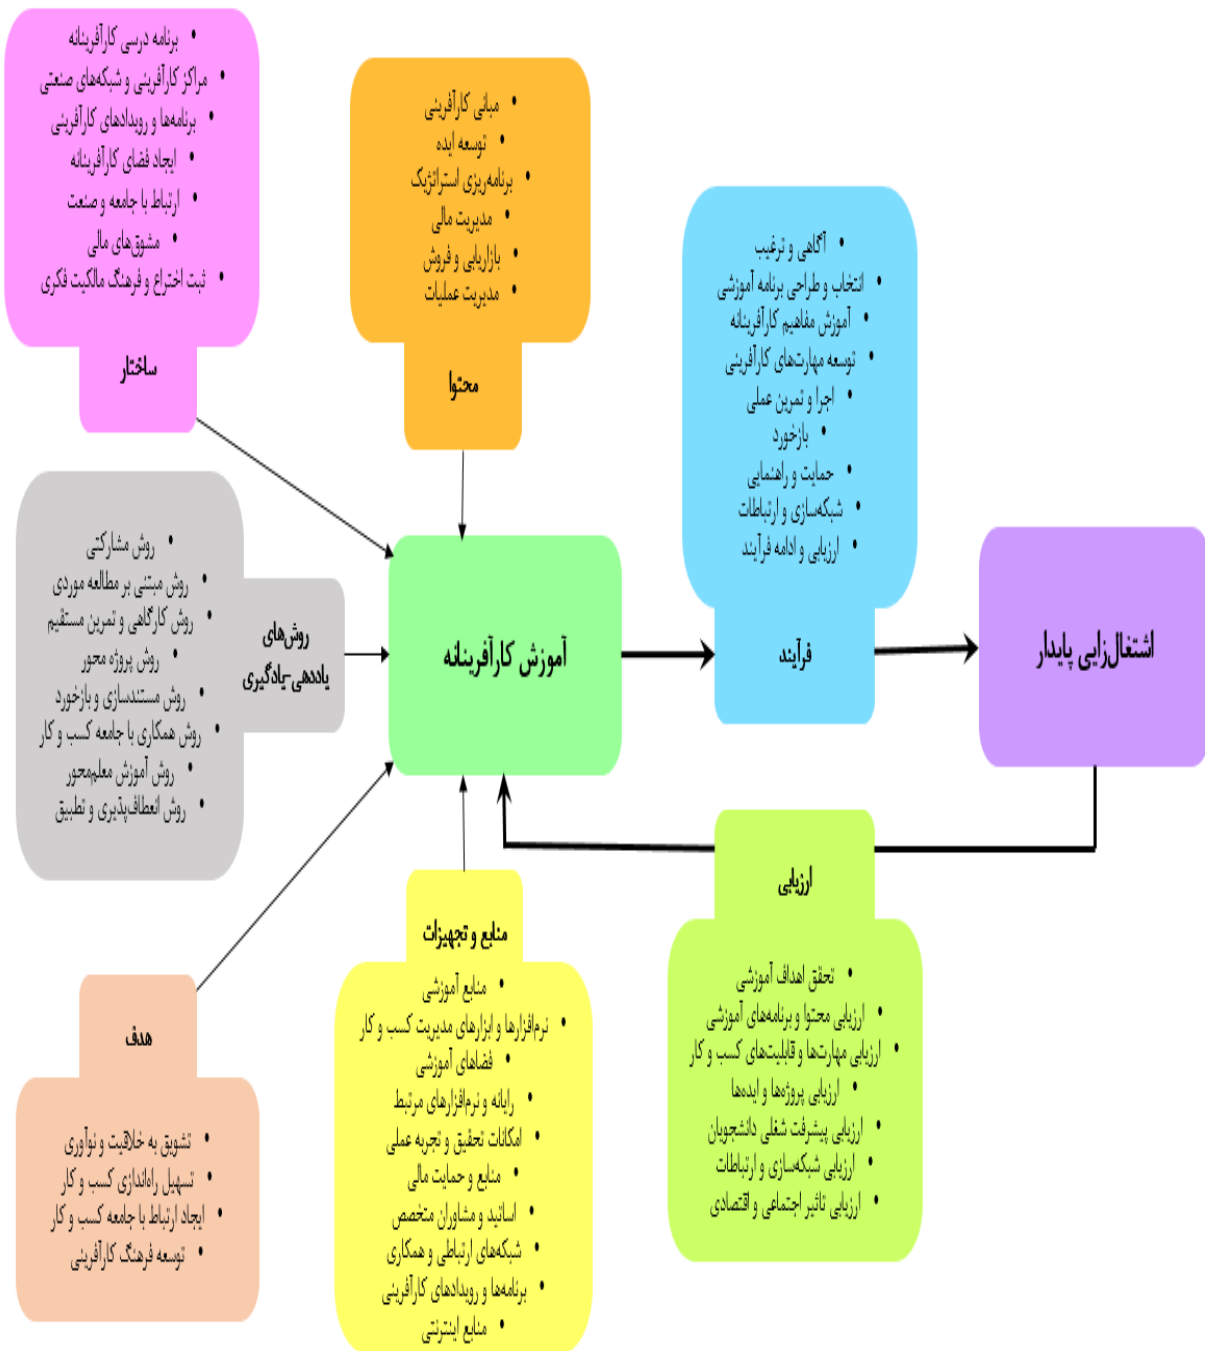 برنامه درسی کارآفرینانه
مراکز کارآفرینی و شبکه‌های صنعتی
برنامه‌ها و رویدادهای کارآفرینی
ایجاد فضای کارآفرینانه
ارتباط با جامعه و صنعت
مشوق‌های مالی
ثبت اختراع و فرهنگ مالکیت فکری
ساختار
مبانی کارآفرینی
توسعه ایده
برنامه‌ریزی استراتژیک
مدیریت مالی
بازاریابی و فروش
مدیریت عملیات
محتوا
آگاهی و ترغیب
انتخاب و طراحی برنامه آموزشی
آموزش مفاهیم کارآفرینانه
توسعه مهارت‌های کارآفرینی
اجرا و تمرین عملی
بازخورد
حمایت و راهنمایی
شبکه‌سازی و ارتباطات
ارزیابی و ادامه فرآیند
فرآیند
روش مشارکتی
روش مبتنی بر مطالعه موردی
روش کارگاهی و تمرین مستقیم
روش پروژه محور
روش مستندسازی و بازخورد
روش همکاری با جامعه کسب و کار
روش آموزش معلم‌محور
روش انعطاف‌پذیری و تطبیق
روش‌های
یاددهی-یادگیری
آموزش کارآفرینانه
اشتغال‌زایی پایدار
هدف
تشویق به خلاقیت و نوآوری
تسهیل راه‌اندازی کسب و کار
ایجاد ارتباط با جامعه کسب و کار
توسعه فرهنگ کارآفرینی
منابع و تجهیزات
منابع آموزشی
نرم‌افزارها و ابزارهای مدیریت کسب و کار
فضاهای آموزشی
رایانه و نرم‌افزارهای مرتبط
امکانات تحقیق و تجربه عملی
منابع و حمایت مالی
اساتید و مشاوران متخصص
شبکه‌های ارتباطی و همکاری
برنامه‌ها و رویدادهای کارآفرینی
منابع اینترنتی
ارزیابی
تحقق اهداف آموزشی
ارزیابی محتوا و برنامه‌های آموزشی
ارزیابی مهارت‌ها و قابلیت‌های کسب و کار
ارزیابی پروژه‌ها و ایده‌ها
ارزیابی پیشرفت شغلی دانشجویان
ارزیابی شبکه‌سازی و ارتباطات
ارزیابی تاثیر اجتماعی و اقتصادی